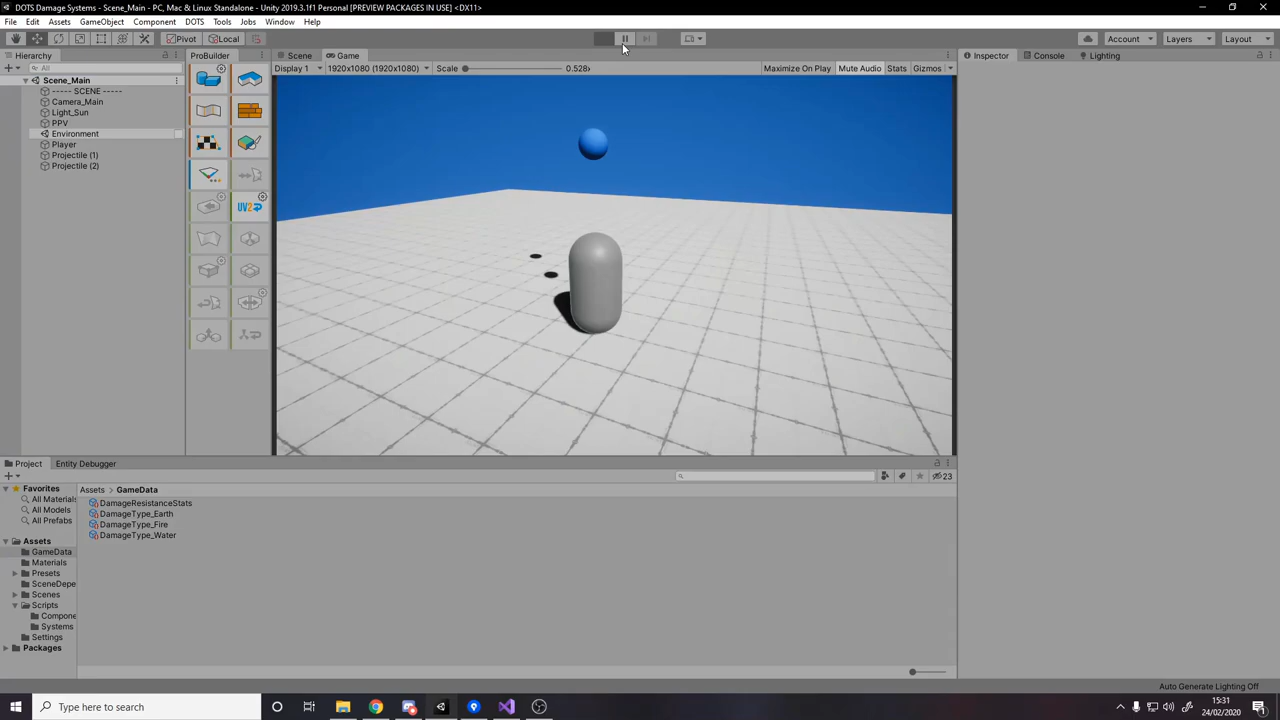 DOTS Damage Systems - Scene_Main - PC, Mac & Linux Standalone - Unity 2019.3.1f1 Personal [PREVIEW PACKAGES IN USE] <DX11>
File Edit Assets GameObject Component DOTS Tools Jobs Window Help
Pivot Local Account Layers Layout
Hierarchy ProBuilder Scene Game Inspector Console Lighting
All Display 1 1920x1080 (1920x1080) Scale 0.528x Maximize On Play Mute Audio Stats Gizmos
Scene_Main
----- SCENE -----
Camera_Main
Light_Sun
PPV
Environment
Player
Projectile (1)
Projectile (2)
UV2
Project Entity Debugger
23
Favorites
All Materials
All Models
All Prefabs
Assets
GameData
Materials
Presets
SceneDepe
Scenes
Scripts
Compone
Systems
Settings
Packages
Assets > GameData
DamageResistanceStats
DamageType_Earth
DamageType_Fire
DamageType_Water
Auto Generate Lighting Off
Type here to search
15:31
24/02/2020